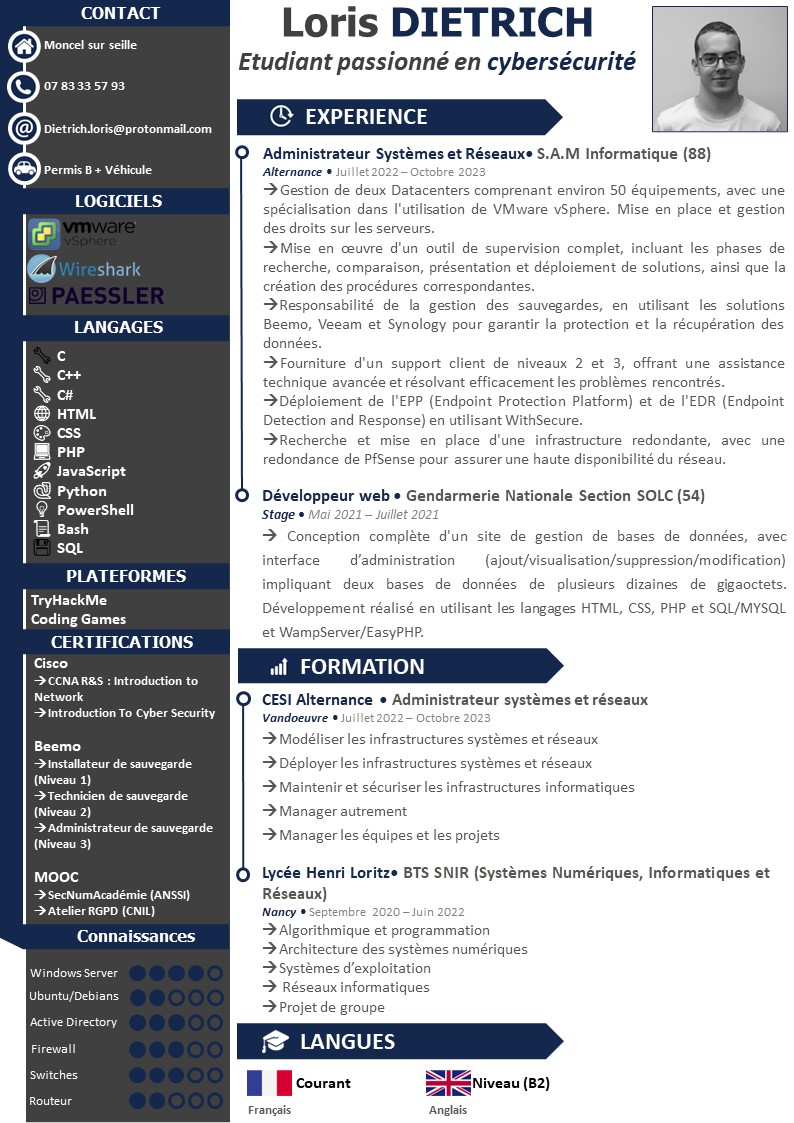 CONTACT
Moncel sur seille
07 83 33 57 93
Dietrich.loris@protonmail.com
Permis B + Véhicule
LOGICIELS
vmware
vSphere
Wireshark
PAESSLER
LANGAGES
C
C++
C#
HTML
CSS
PHP
JavaScript
Python
PowerShell
Bash
SQL
PLATEFORMES
TryHackMe
Coding Games
CERTIFICATIONS
Cisco
→CCNA R&S : Introduction to
Network
→Introduction To Cyber Security
Beemo
→Installateur de sauvegarde
(Niveau 1)
→Technicien de sauvegarde
(Niveau 2)
→Administrateur de sauvegarde
(Niveau 3)
MOOC
→SecNumAcadémie (ANSSI)
→Atelier RGPD (CNIL)
Connaissances
Windows Server
Ubuntu/Debians
Active Directory
Firewall
Switches
Routeur
Loris DIETRICH
Etudiant passionné en cybersécurité
EXPERIENCE
Administrateur Systèmes et Réseaux• S.A.M Informatique (88)
Alternance • Juillet 2022 – Octobre 2023
→Gestion de deux Datacenters comprenant environ 50 équipements, avec une
spécialisation dans l'utilisation de VMware vSphere. Mise en place et gestion
des droits sur les serveurs.
→Mise en œuvre d'un outil de supervision complet, incluant les phases de
recherche, comparaison, présentation et déploiement de solutions, ainsi que la
création des procédures correspondantes.
→Responsabilité de la gestion des sauvegardes, en utilisant les solutions
Beemo, Veeam et Synology pour garantir la protection et la récupération des
données.
→Fourniture d'un support client de niveaux 2 et 3, offrant une assistance
technique avancée et résolvant efficacement les problèmes rencontrés.
→Déploiement de l'EPP (Endpoint Protection Platform) et de l'EDR (Endpoint
Detection and Response) en utilisant WithSecure.
→Recherche et mise en place d'une infrastructure redondante, avec une
redondance de PfSense pour assurer une haute disponibilité du réseau.
Développeur web • Gendarmerie Nationale Section SOLC (54)
Stage • Mai 2021 – Juillet 2021
→ Conception complète d'un site de gestion de bases de données, avec
interface d’administration (ajout/visualisation/suppression/modification)
impliquant deux bases de données de plusieurs dizaines de gigaoctets.
Développement réalisé en utilisant les langages HTML, CSS, PHP et SQL/MYSQL
et WampServer/EasyPHP.
FORMATION
CESI Alternance • Administrateur systèmes et réseaux
Vandoeuvre • Juillet 2022 – Octobre 2023
→Modéliser les infrastructures systèmes et réseaux
→Déployer les infrastructures systèmes et réseaux
→Maintenir et sécuriser les infrastructures informatiques
→Manager autrement
→Manager les équipes et les projets
Lycée Henri Loritz• BTS SNIR (Systèmes Numériques, Informatiques et
Réseaux)
Nancy • Septembre 2020 – Juin 2022
→Algorithmique et programmation
→Architecture des systèmes numériques
→Systèmes d’exploitation
→ Réseaux informatiques
→Projet de groupe
LANGUES
Courant
Niveau (B2)
Français
Anglais